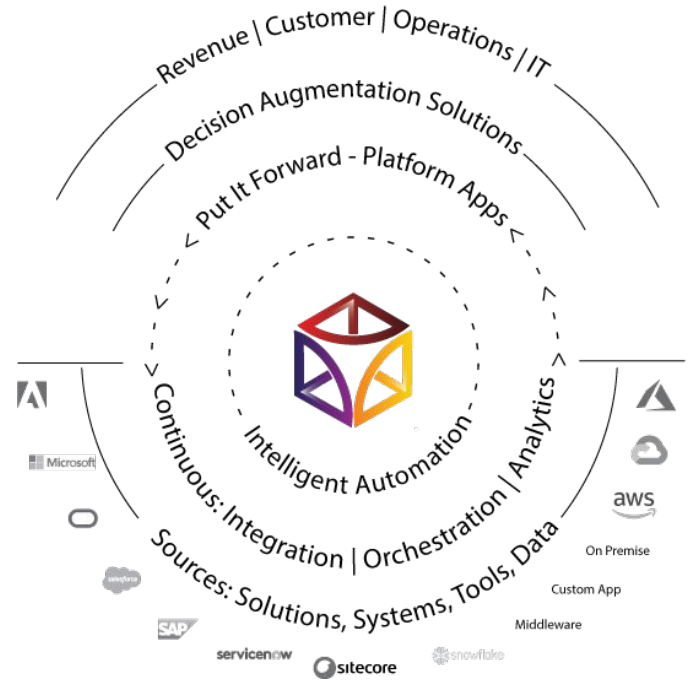 Revenue | Customer | Operations | IT
Decision Augmentation Solutions
Put It Forward - Platform Apps
Intelligent Automation
Continuous: Integration | Orchestration | Analytics
Sources: Solutions, Systems, Tools, Data
Microsoft
salesforce
SAP
servicenow
sitecore
snowflake
Middleware
Custom App
On Premise
aws